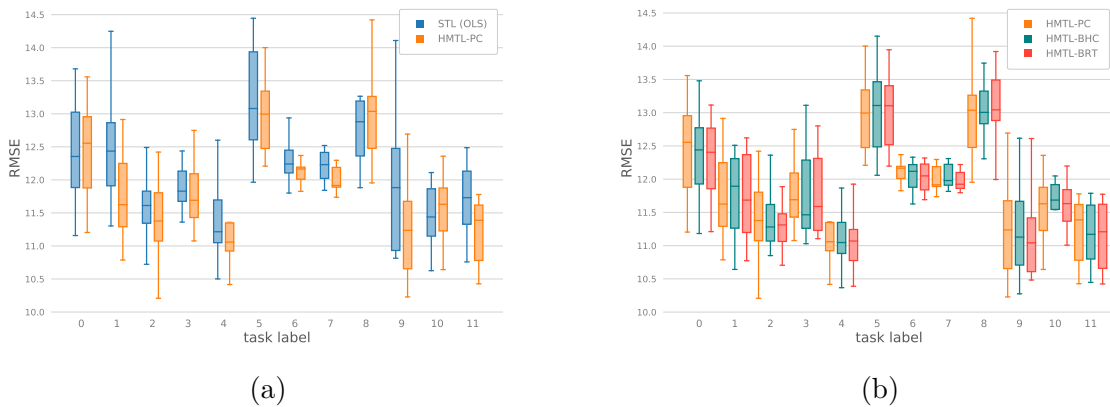 14.5
14.0
13.5
13.0
12.5
12.0
11.5
11.0
10.5
10.0
RMSE
STL (OLS)
HMTL-PC
0 1 2 3 4 5 6 7 8 9 10 11
task label
(a)
14.5
14.0
13.5
13.0
12.5
12.0
11.5
11.0
10.5
10.0
RMSE
HMTL-PC
HMTL-BHC
HMTL-BRT
0 1 2 3 4 5 6 7 8 9 10 11
task label
(b)